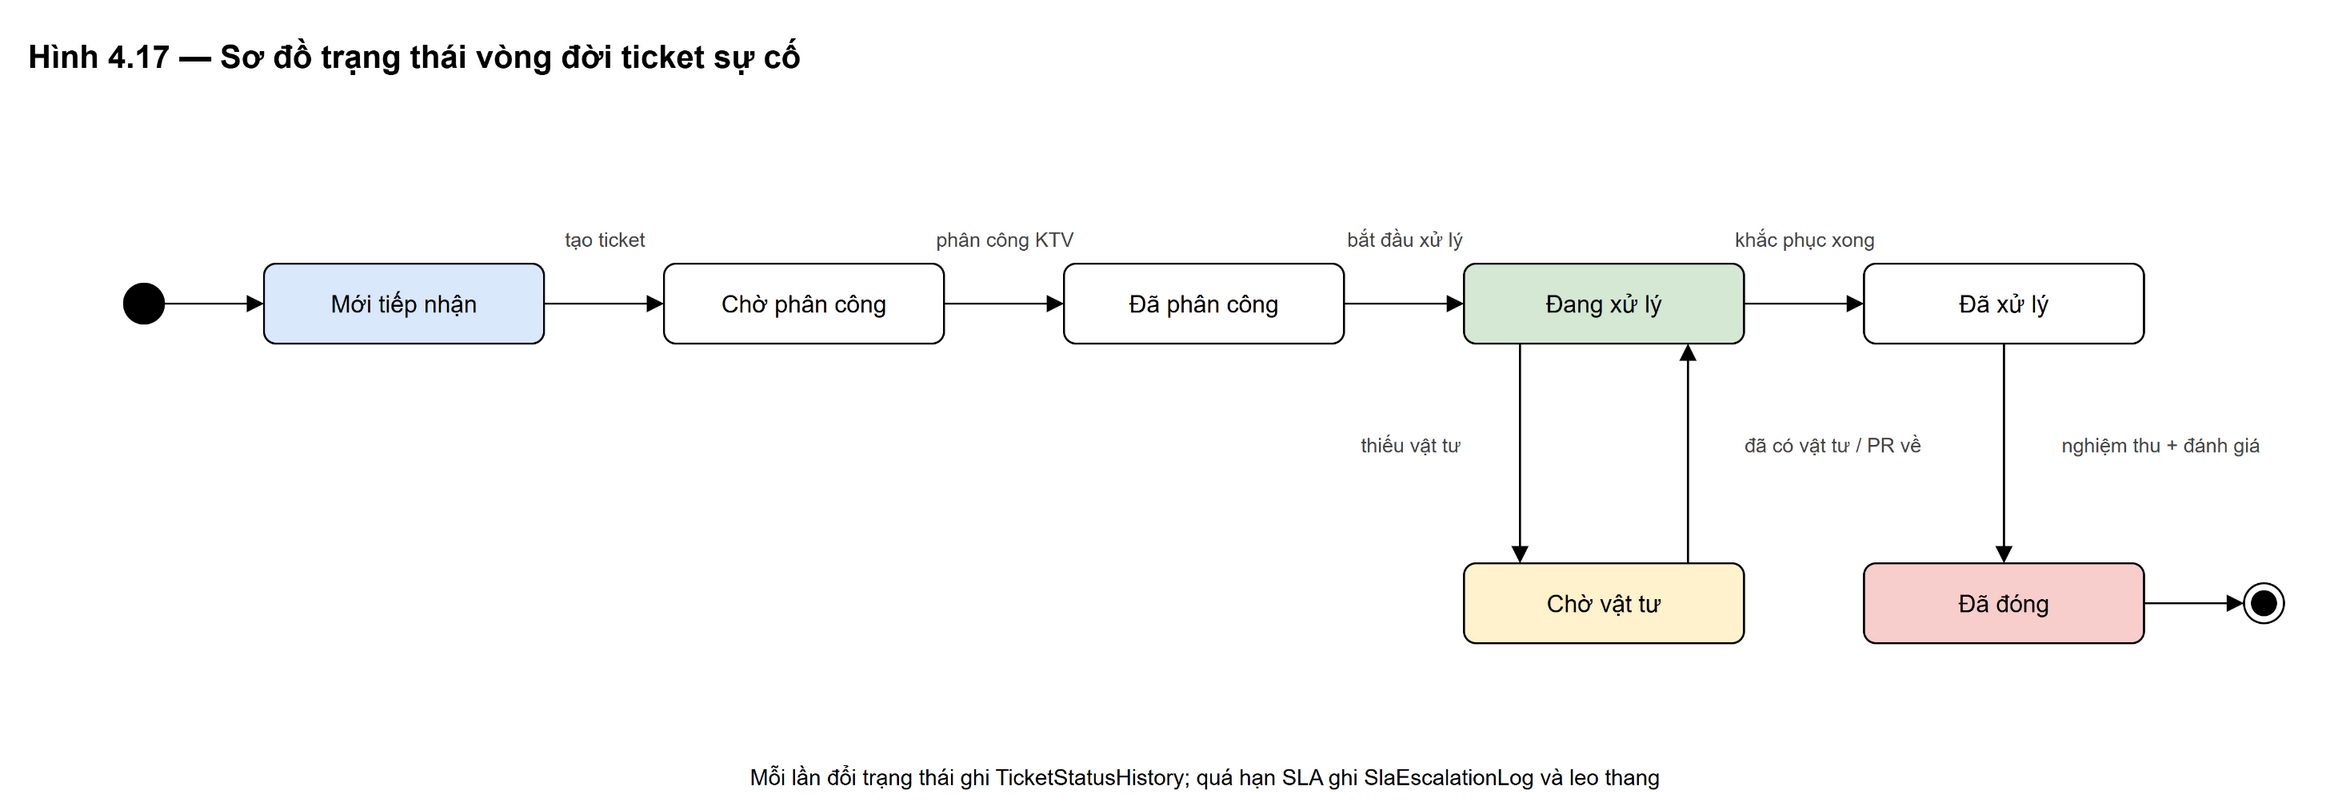 Hình 4.17 — Sơ đồ trạng thái vòng đời ticket sự cố
tạo ticket
phân công KTV
bắt đầu xử lý
khắc phục xong
Mới tiếp nhận
Chờ phân công
Đã phân công
Đang xử lý
Đã xử lý
thiếu vật tư
đã có vật tư / PR về
nghiệm thu + đánh giá
Chờ vật tư
Đã đóng
Mỗi lần đổi trạng thái ghi TicketStatusHistory; quá hạn SLA ghi SlaEscalationLog và leo thang